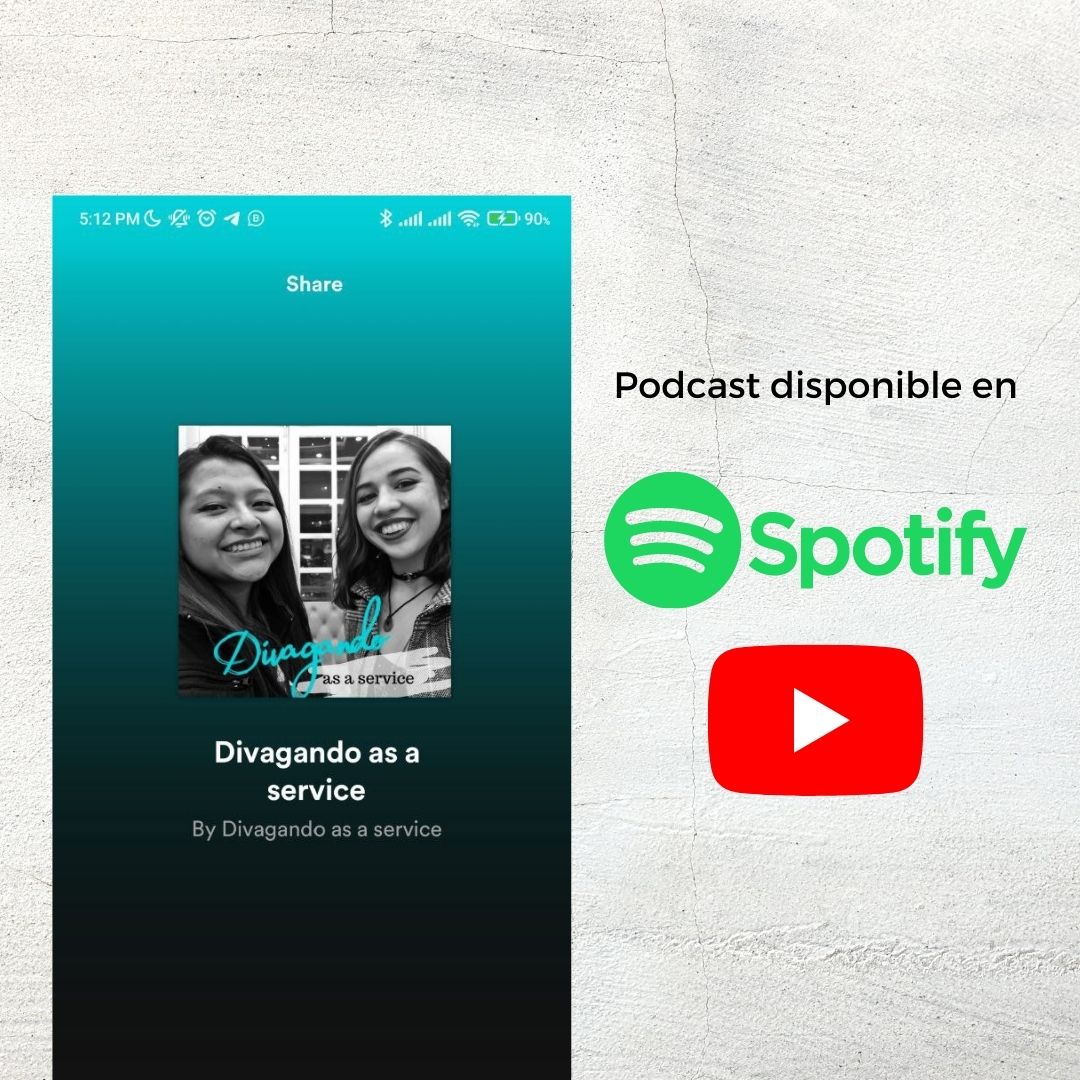 5:12 PM
90%
Share
Divagando
as a service
Divagando as a
service
By Divagando as a service
Podcast disponible en
Spotify